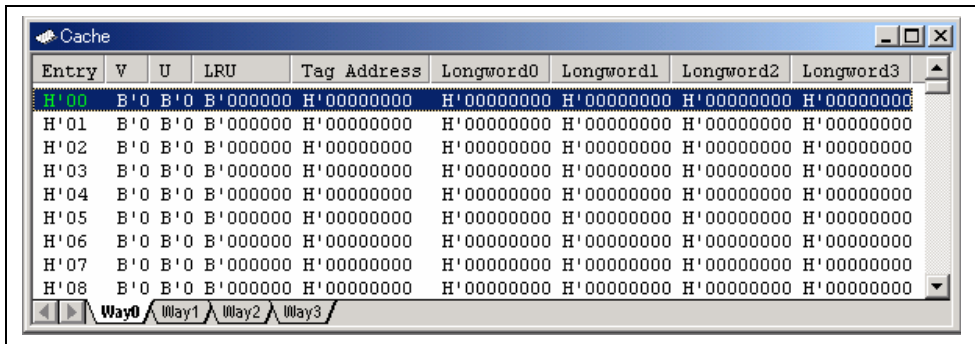 Cache
Entry V U LRU Tag Address Longword0 Longword1 Longword2 Longword3
H'00 B'0 B'0 B'000000 H'00000000 H'00000000 H'00000000 H'00000000 H'00000000
H'01 B'0 B'0 B'000000 H'00000000 H'00000000 H'00000000 H'00000000 H'00000000
H'02 B'0 B'0 B'000000 H'00000000 H'00000000 H'00000000 H'00000000 H'00000000
H'03 B'0 B'0 B'000000 H'00000000 H'00000000 H'00000000 H'00000000 H'00000000
H'04 B'0 B'0 B'000000 H'00000000 H'00000000 H'00000000 H'00000000 H'00000000
H'05 B'0 B'0 B'000000 H'00000000 H'00000000 H'00000000 H'00000000 H'00000000
H'06 B'0 B'0 B'000000 H'00000000 H'00000000 H'00000000 H'00000000 H'00000000
H'07 B'0 B'0 B'000000 H'00000000 H'00000000 H'00000000 H'00000000 H'00000000
H'08 B'0 B'0 B'000000 H'00000000 H'00000000 H'00000000 H'00000000 H'00000000
Way0 Way1 Way2 Way3